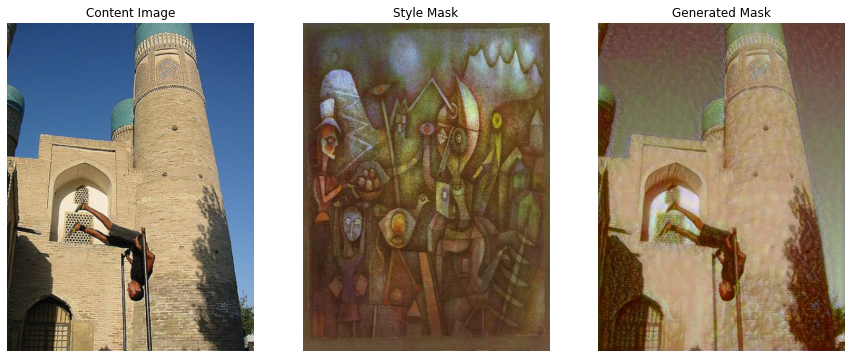 Content Image
Style Mask
Generated Mask